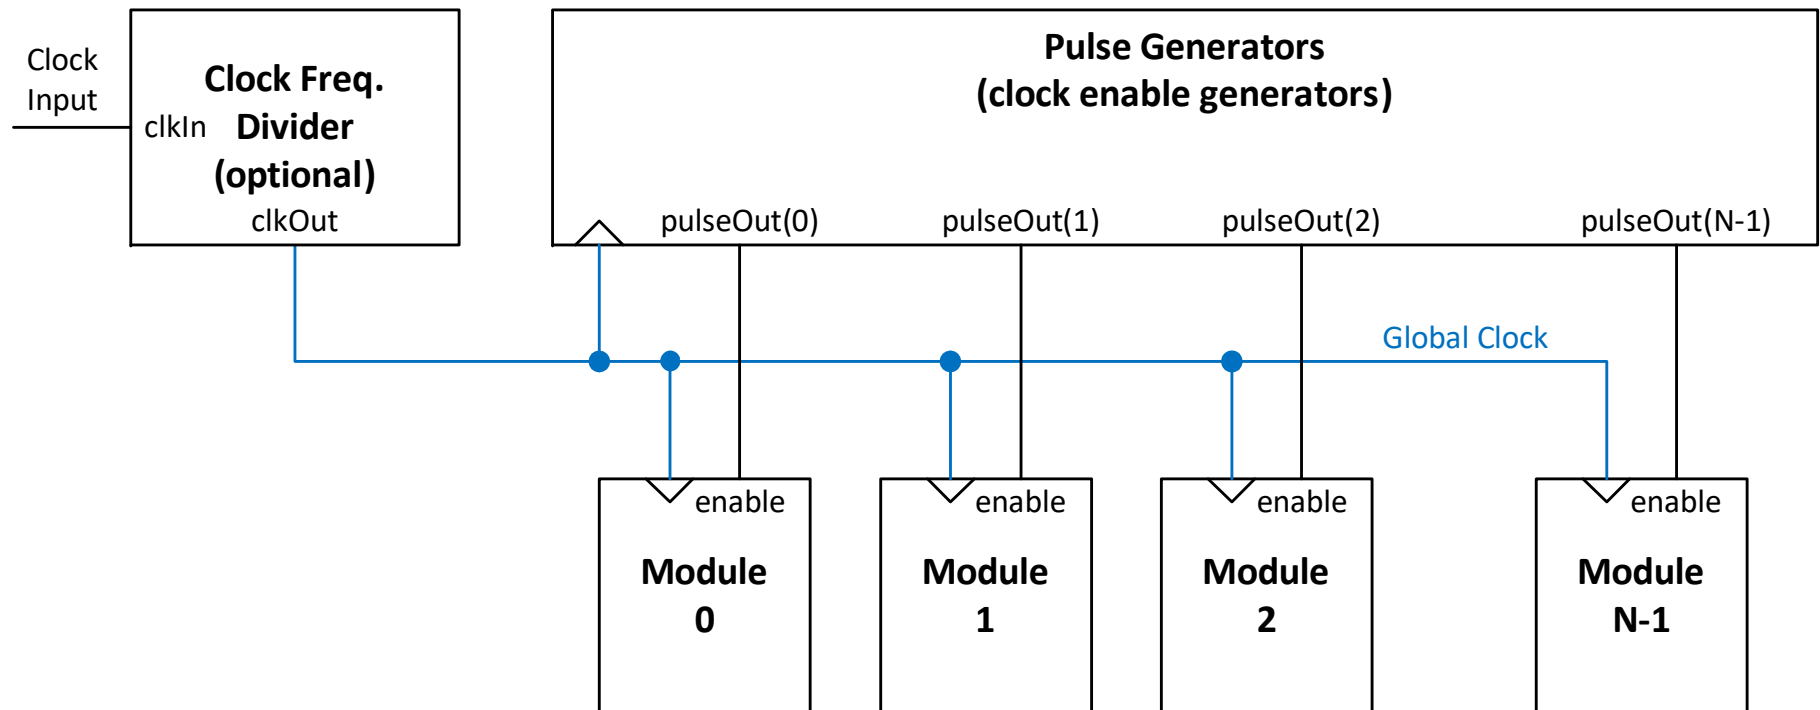 Clock
Input
clkIn
Clock Freq.
Divider
(optional)
clkOut
Pulse Generators
(clock enable generators)
pulseOut(0)
pulseOut(1)
pulseOut(2)
pulseOut(N-1)
Global Clock
enable
Module
0
enable
Module
1
enable
Module
2
enable
Module
N-1